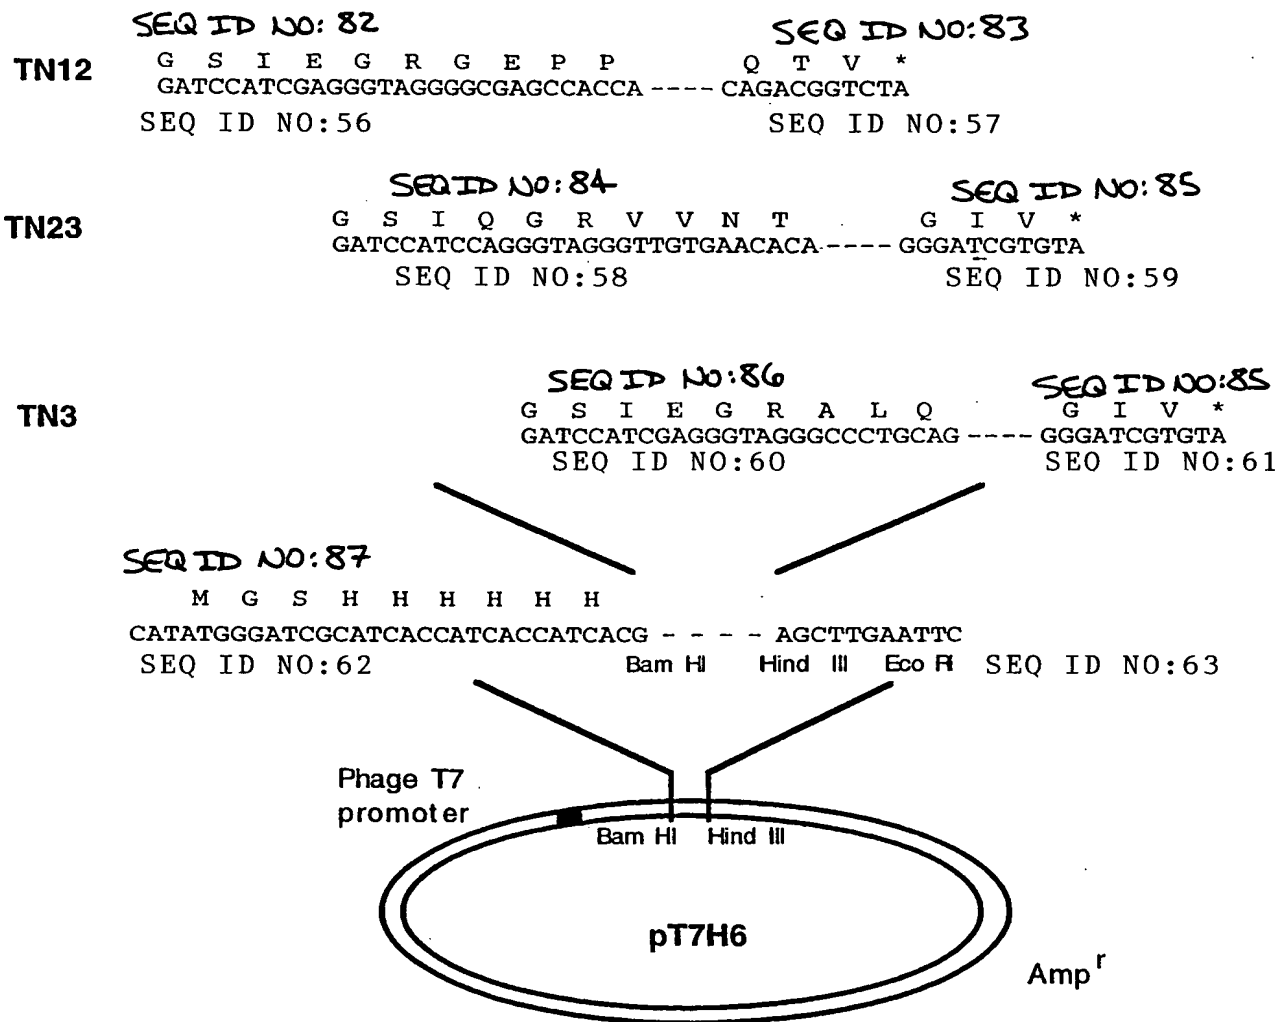 SEQ ID NO: 82 SEQ ID NO:83
TN12
G S I E G R G E P P Q T V *
GATCCATCGAGGGTAGGGGCGAGCCACCA ---- CAGACGGTCTA
SEQ ID NO:56 SEQ ID NO:57
SEQ ID NO:84 SEQ ID NO:85
TN23
G S I Q G R V V N T G I V *
GATCCATCCAGGGTAGGGTTGTGAACACA ---- GGGATCGTGTA
SEQ ID NO:58 SEQ ID NO:59
SEQ ID NO:86 SEQ ID NO:85
TN3
G S I E G R A L Q G I V *
GATCCATCGAGGGTAGGGCCCTGCAG ---- GGGATCGTGTA
SEQ ID NO:60 SEQ ID NO:61
SEQ ID NO:87
M G S H H H H H H
CATATGGGATCGCATCACCATCACCATCACG - - - - AGCTTGAATTC
SEQ ID NO:62 Bam HI Hind III Eco RI SEQ ID NO:63
Phage T7
promoter
Bam HI Hind III
pT7H6
Amp r